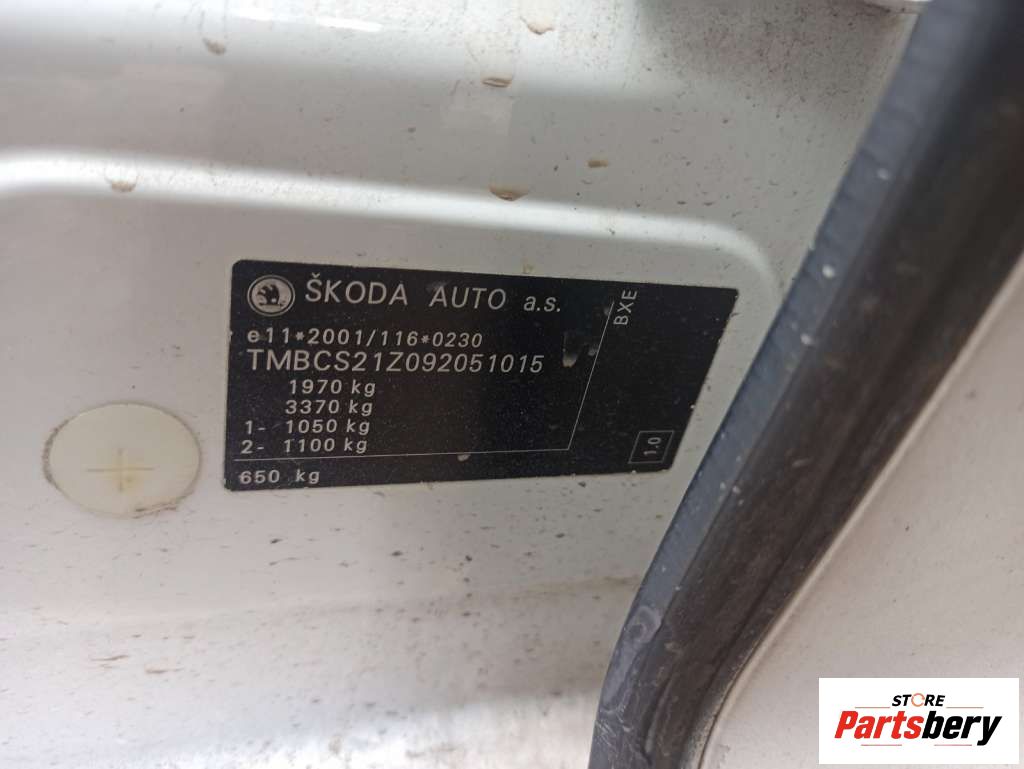 ŠKODA AUTO a.s.
BXE
e11*2001/116*0230
TMBCS21Z092051015
1970 kg
3370 kg
1- 1050 kg
2- 1100 kg
1,0
650 kg
STORE
Partsbery